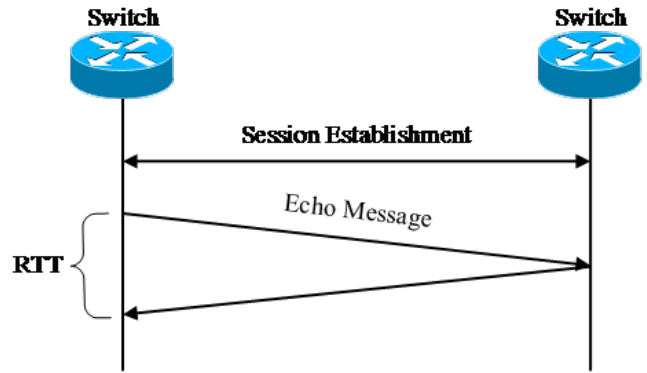 Switch
Switch
Session Establishment
Echo Message
RTT